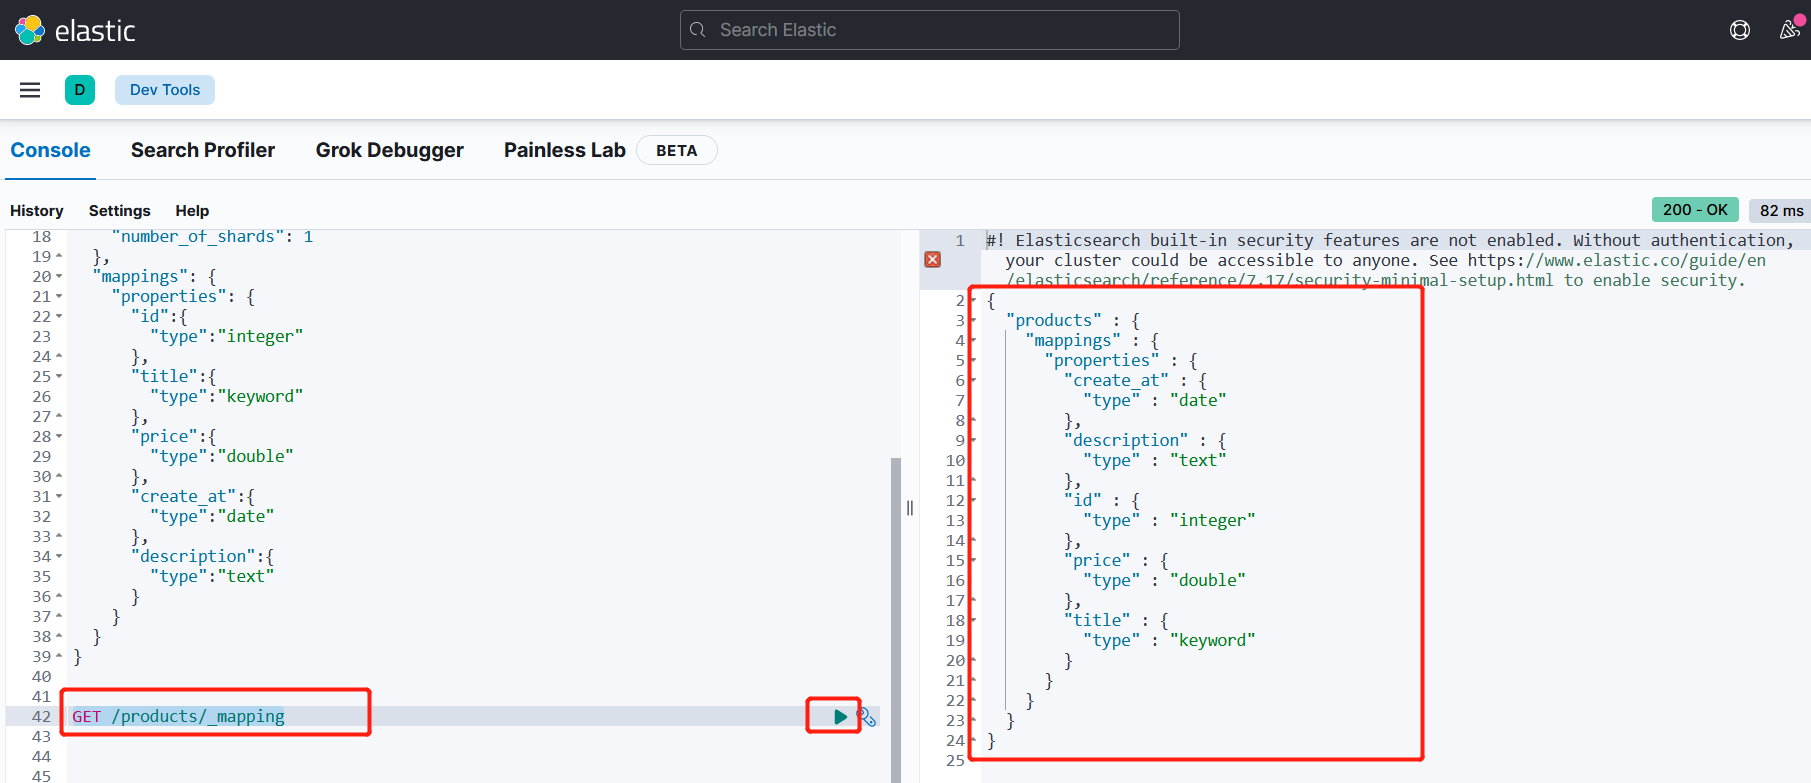 elastic
Search Elastic
D
Dev Tools
Console
Search Profiler
Grok Debugger
Painless Lab
BETA
History
Settings
Help
200 - OK
82 ms
18 "number_of_shards": 1
19 },
20 "mappings": {
21 "properties": {
22 "id":{
23 "type":"integer"
24 },
25 "title":{
26 "type":"keyword"
27 },
28 "price":{
29 "type":"double"
30 },
31 "create_at":{
32 "type":"date"
33 },
34 "description":{
35 "type":"text"
36 }
37 }
38 }
39 }
40
41
42 GET /products/_mapping
43
44
45
1 #! Elasticsearch built-in security features are not enabled. Without authentication,
your cluster could be accessible to anyone. See https://www.elastic.co/guide/en
/elasticsearch/reference/7.17/security-minimal-setup.html to enable security.
2 {
3 "products" : {
4 "mappings" : {
5 "properties" : {
6 "create_at" : {
7 "type" : "date"
8 },
9 "description" : {
10 "type" : "text"
11 },
12 "id" : {
13 "type" : "integer"
14 },
15 "price" : {
16 "type" : "double"
17 },
18 "title" : {
19 "type" : "keyword"
20 }
21 }
22 }
23 }
24 }
25